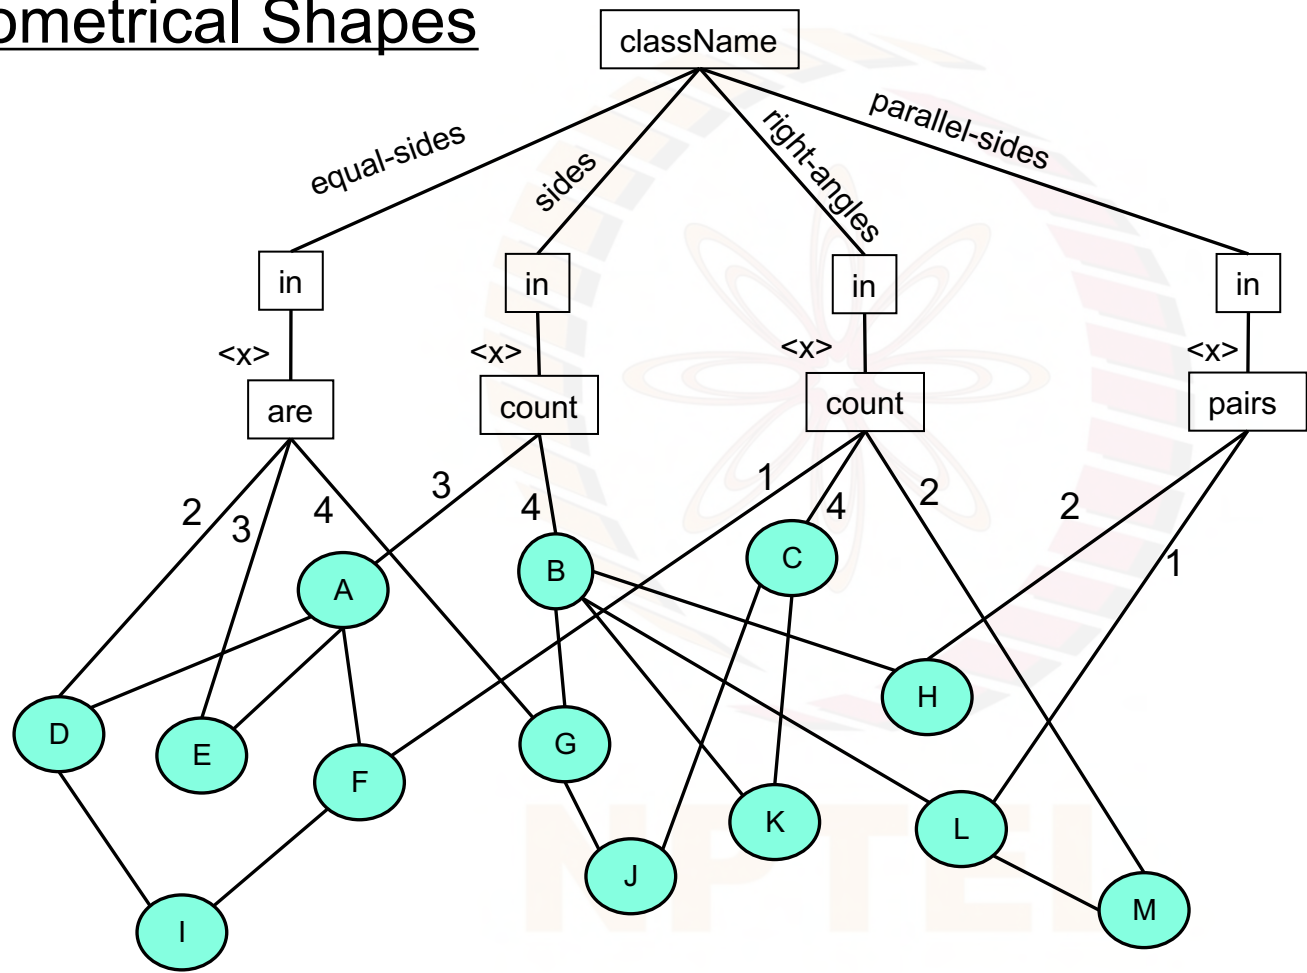 ometrical Shapes
className
equal-sides
sides
right-angles
parallel-sides
in
in
in
in
<x>
<x>
<x>
<x>
are
count
count
pairs
2
3
4
3
4
1
4
2
2
1
A
B
C
D
E
F
G
H
I
J
K
L
M
NPTEL